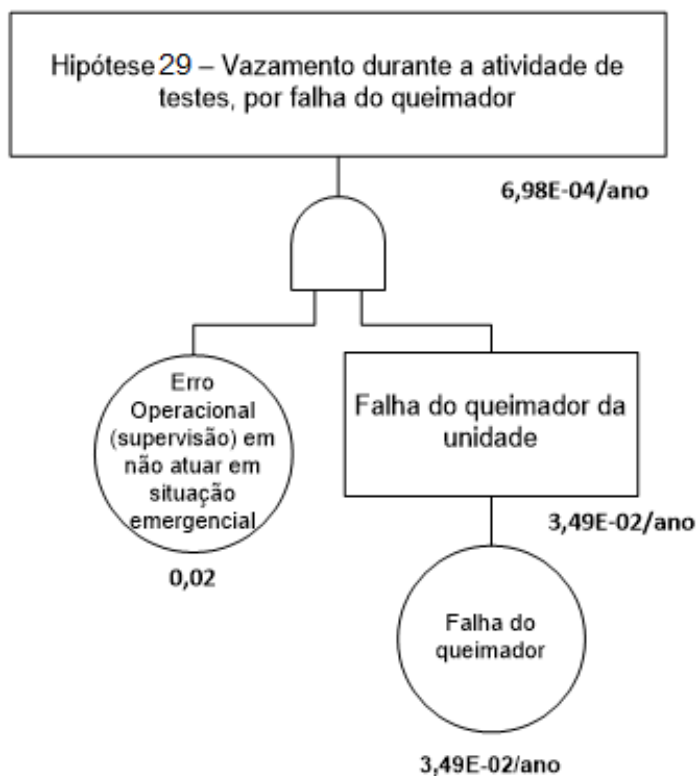 Hipótese 29 – Vazamento durante a atividade de
testes, por falha do queimador
6,98E-04/ano
Erro
Operacional
(supervisão) em
não atuar em
situação
emergencial
0,02
Falha do queimador da
unidade
3,49E-02/ano
Falha do
queimador
3,49E-02/ano